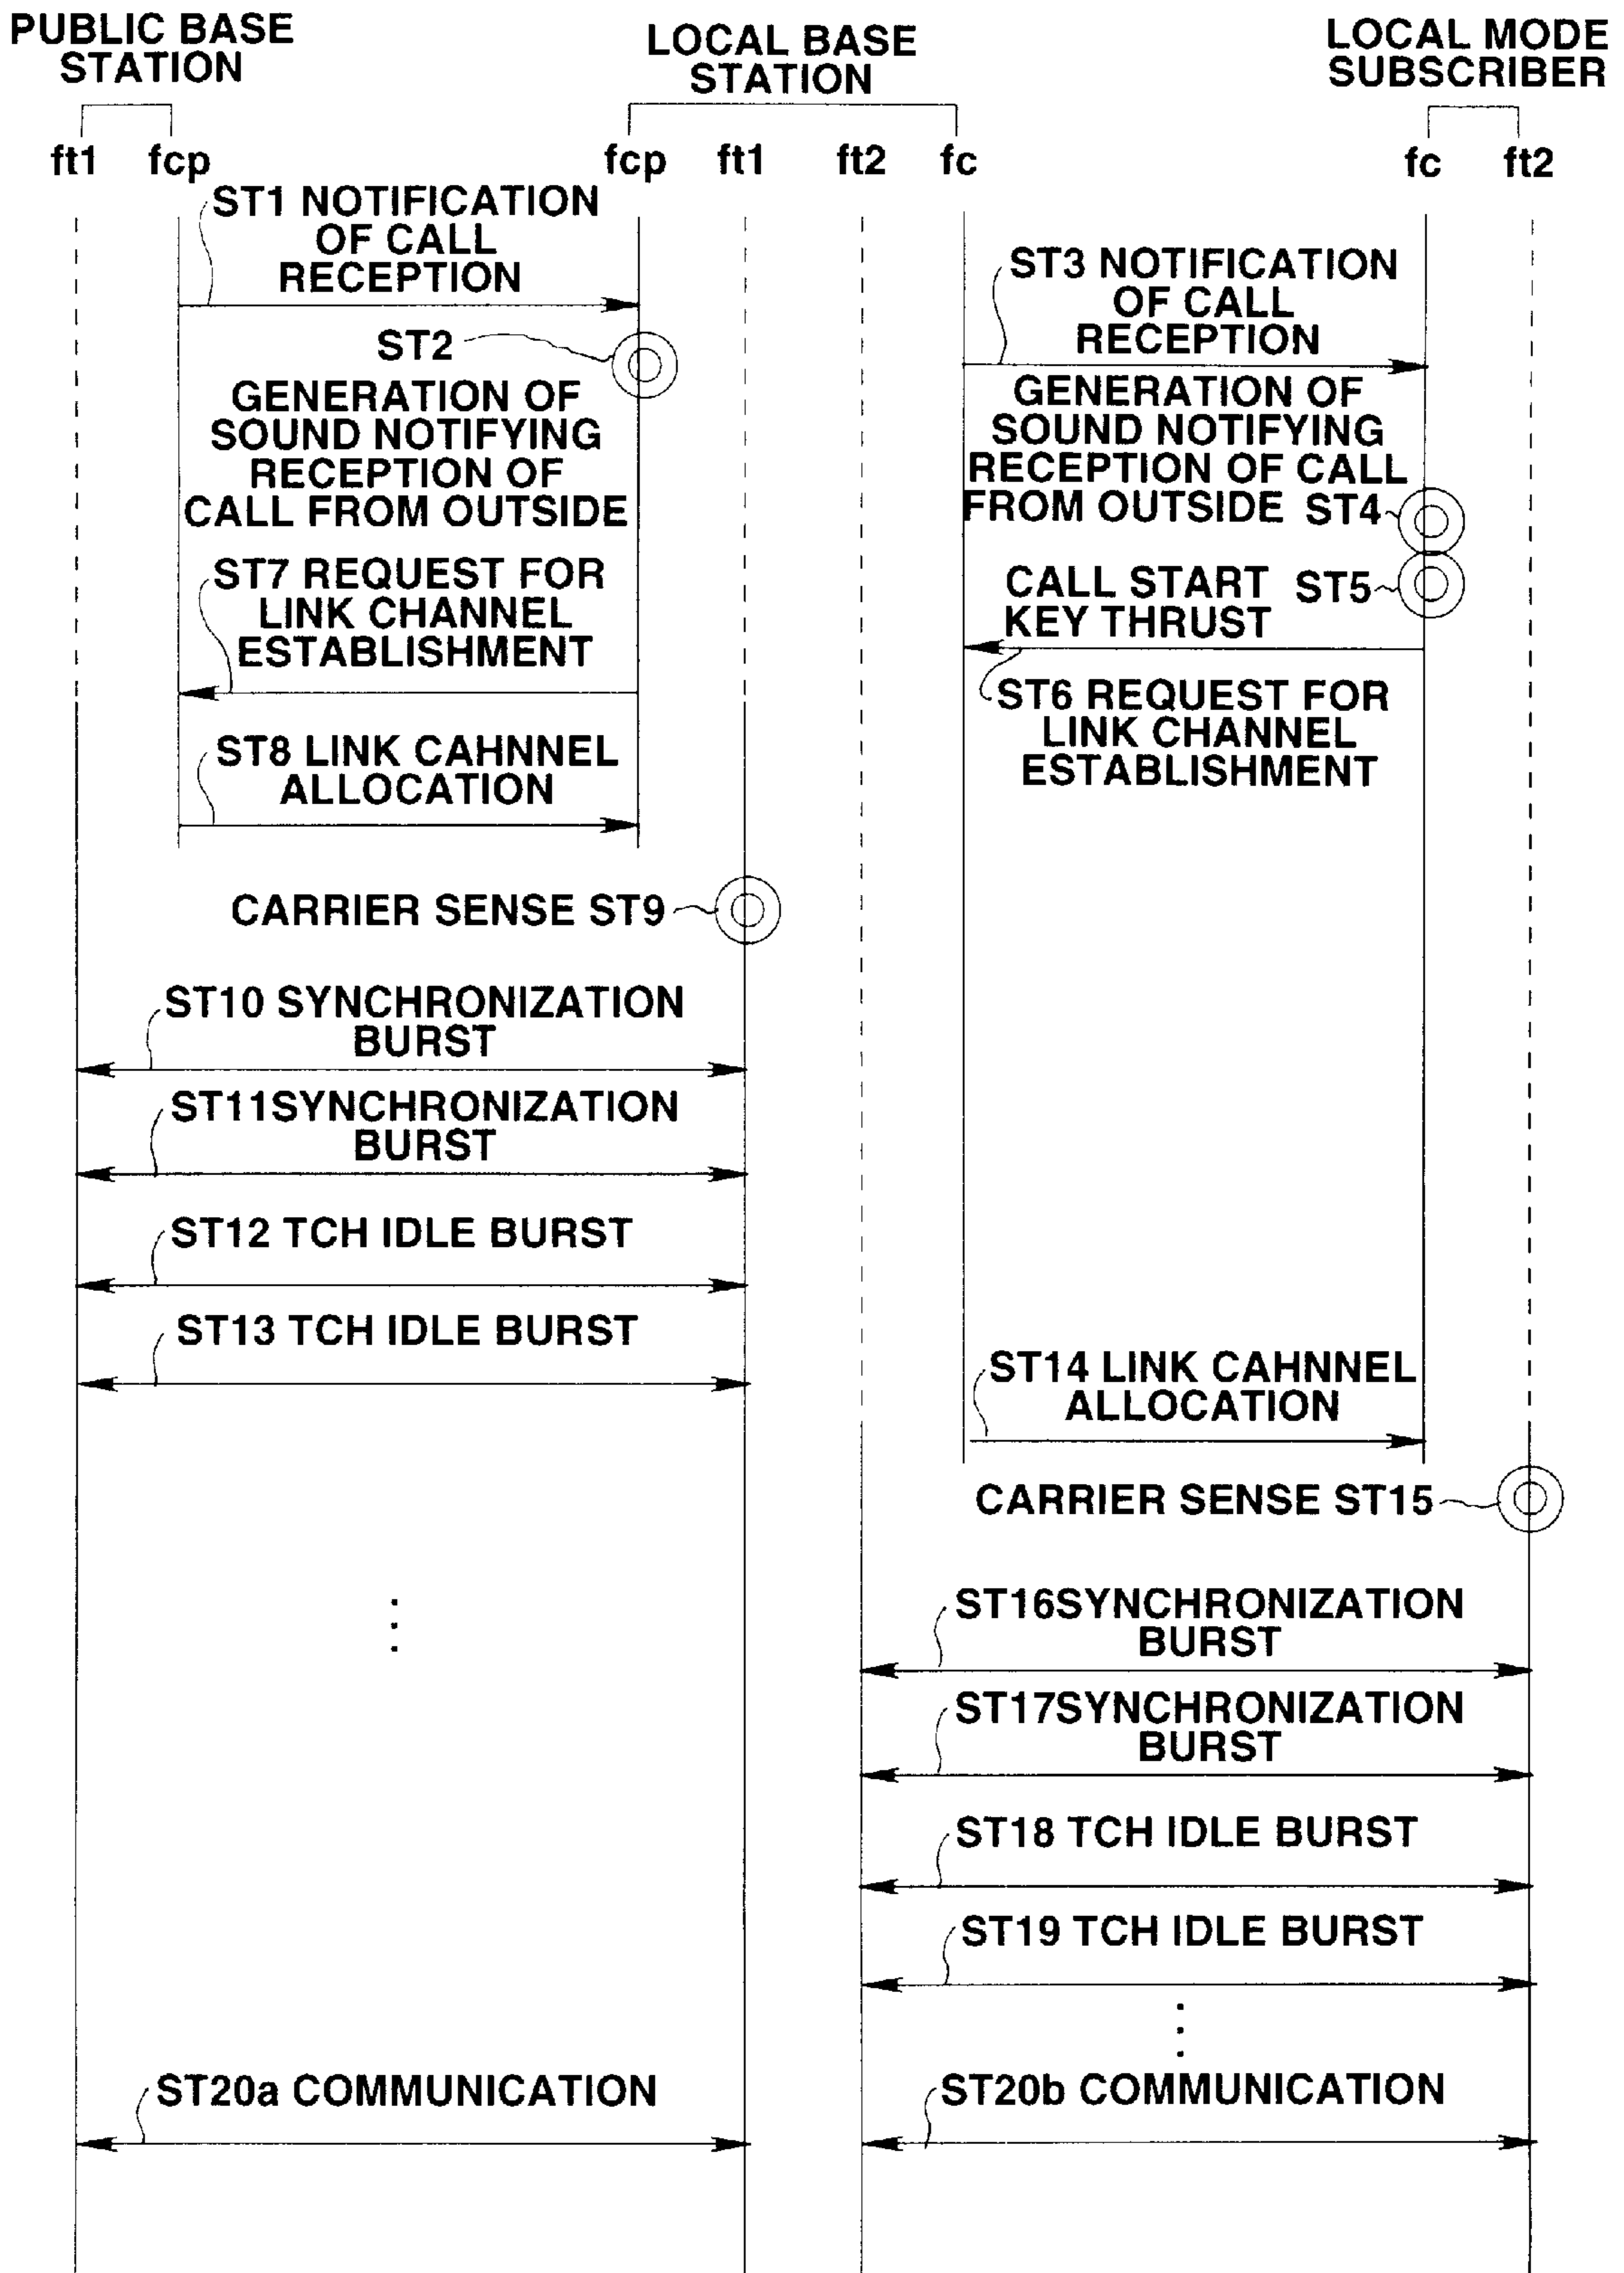 PUBLIC BASE
STATION
LOCAL BASE
STATION
LOCAL MODE
SUBSCRIBER
ft1 fcp fcp ft1 ft2 fc fc ft2
ST1 NOTIFICATION
OF CALL
RECEPTION
ST3 NOTIFICATION
OF CALL
RECEPTION
ST2
GENERATION OF
SOUND NOTIFYING
RECEPTION OF
CALL FROM OUTSIDE
GENERATION OF
SOUND NOTIFYING
RECEPTION OF CALL
FROM OUTSIDE ST4
CALL START ST5
KEY THRUST
ST7 REQUEST FOR
LINK CHANNEL
ESTABLISHMENT
ST6 REQUEST FOR
LINK CHANNEL
ESTABLISHMENT
ST8 LINK CAHNNEL
ALLOCATION
CARRIER SENSE ST9
ST10 SYNCHRONIZATION
BURST
ST11SYNCHRONIZATION
BURST
ST12 TCH IDLE BURST
ST13 TCH IDLE BURST
ST14 LINK CAHNNEL
ALLOCATION
CARRIER SENSE ST15
ST16SYNCHRONIZATION
BURST
ST17SYNCHRONIZATION
BURST
ST18 TCH IDLE BURST
ST19 TCH IDLE BURST
ST20a COMMUNICATION
ST20b COMMUNICATION